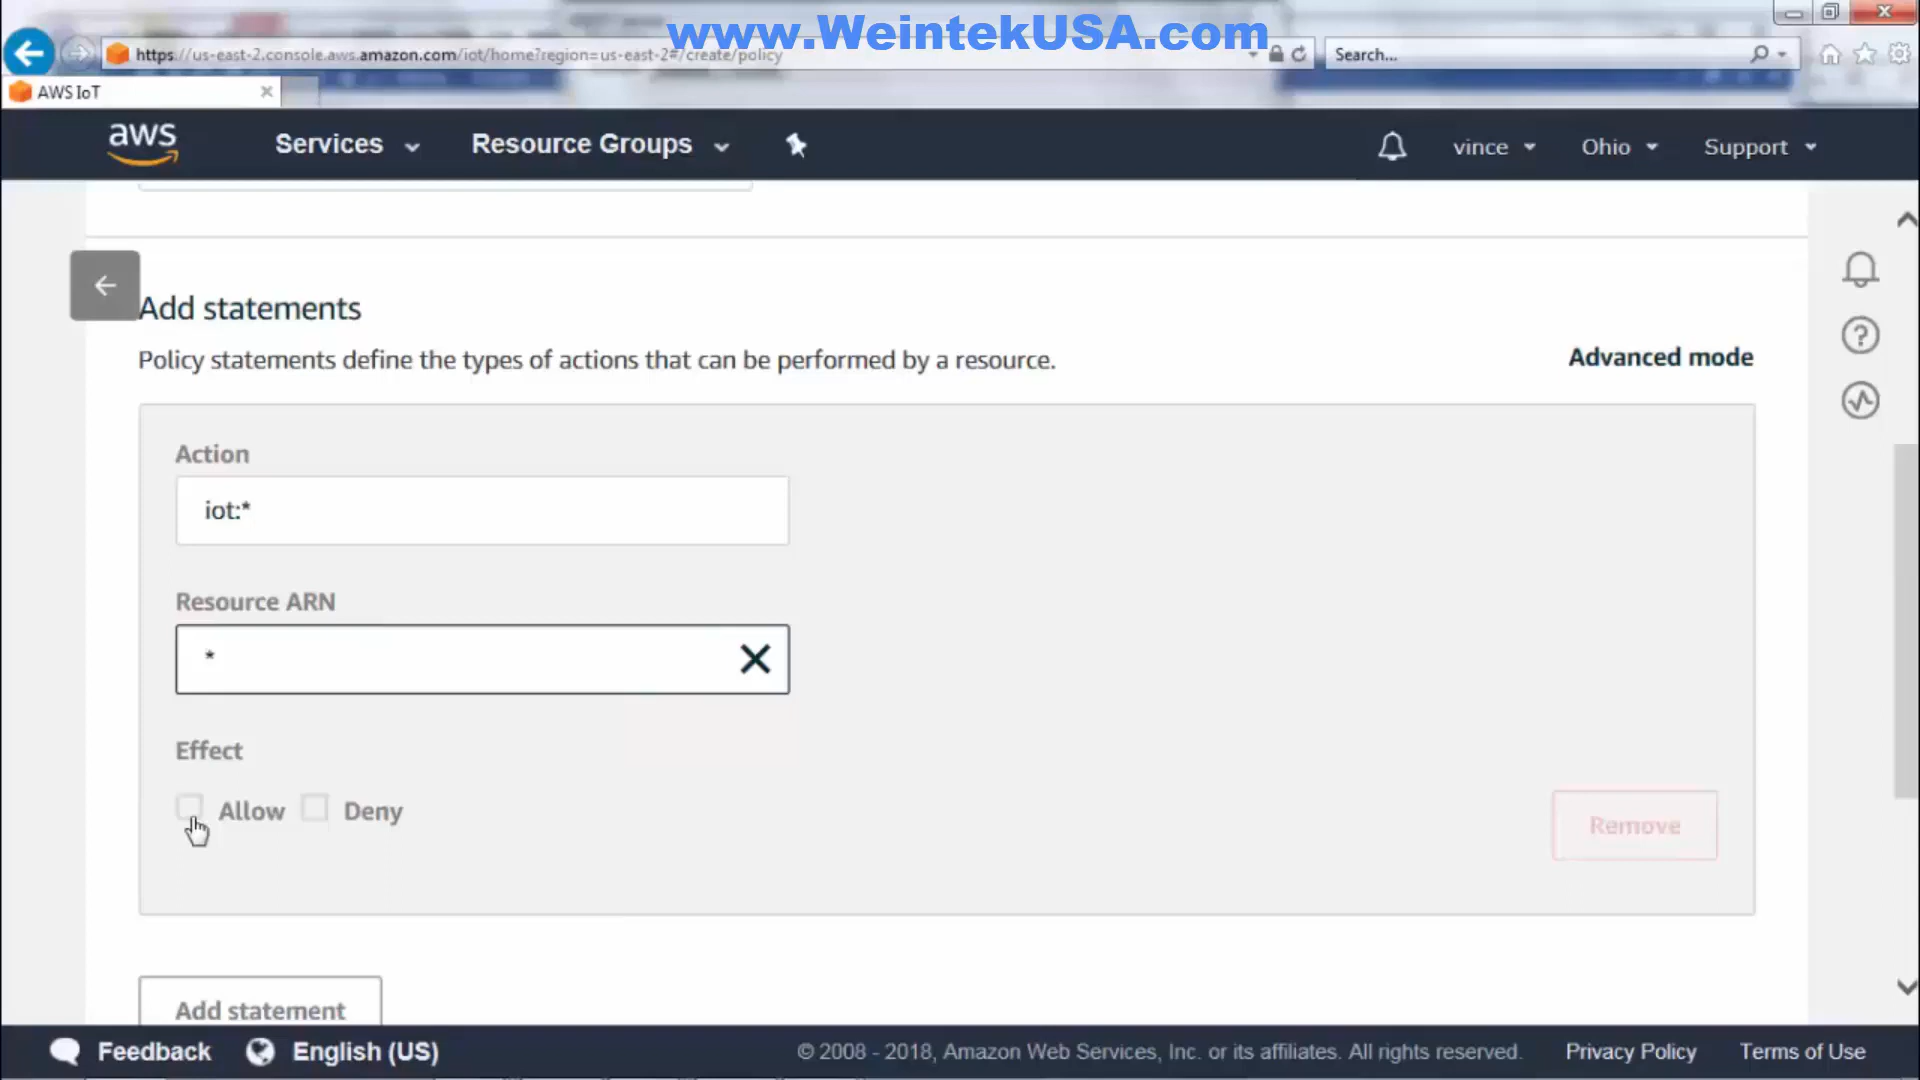 www.WeintekUSA.com
https://us-east-2.console.aws.amazon.com/iot/home?region=us-east-2#/create/policy
Search...
AWS IoT
aws
Services
Resource Groups
vince
Ohio
Support
Add statements
Policy statements define the types of actions that can be performed by a resource.
Advanced mode
Action
iot:*
Resource ARN
*
Effect
Allow
Deny
Remove
Add statement
Feedback
English (US)
© 2008 - 2018, Amazon Web Services, Inc. or its affiliates. All rights reserved.
Privacy Policy
Terms of Use